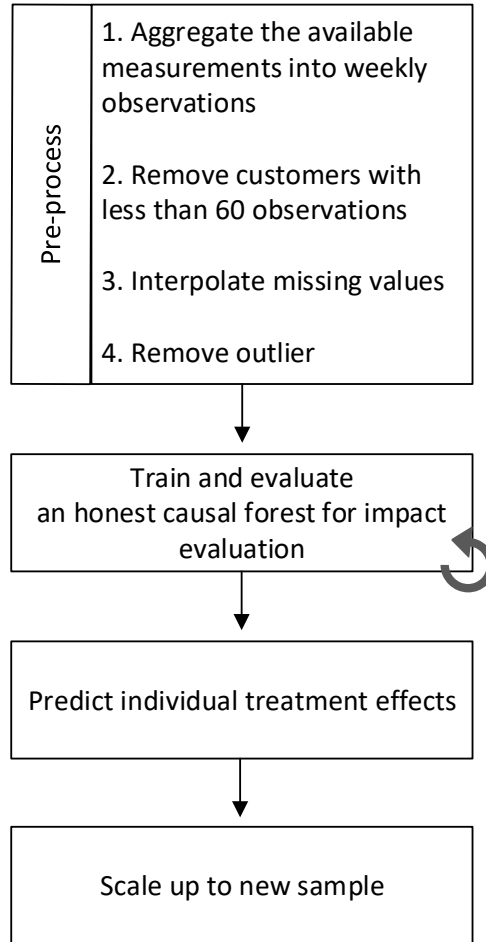 Pre-process
1. Aggregate the available
measurements into weekly
observations
2. Remove customers with
less than 60 observations
3. Interpolate missing values
4. Remove outlier
Train and evaluate
an honest causal forest for impact
evaluation
Predict individual treatment effects
Scale up to new sample